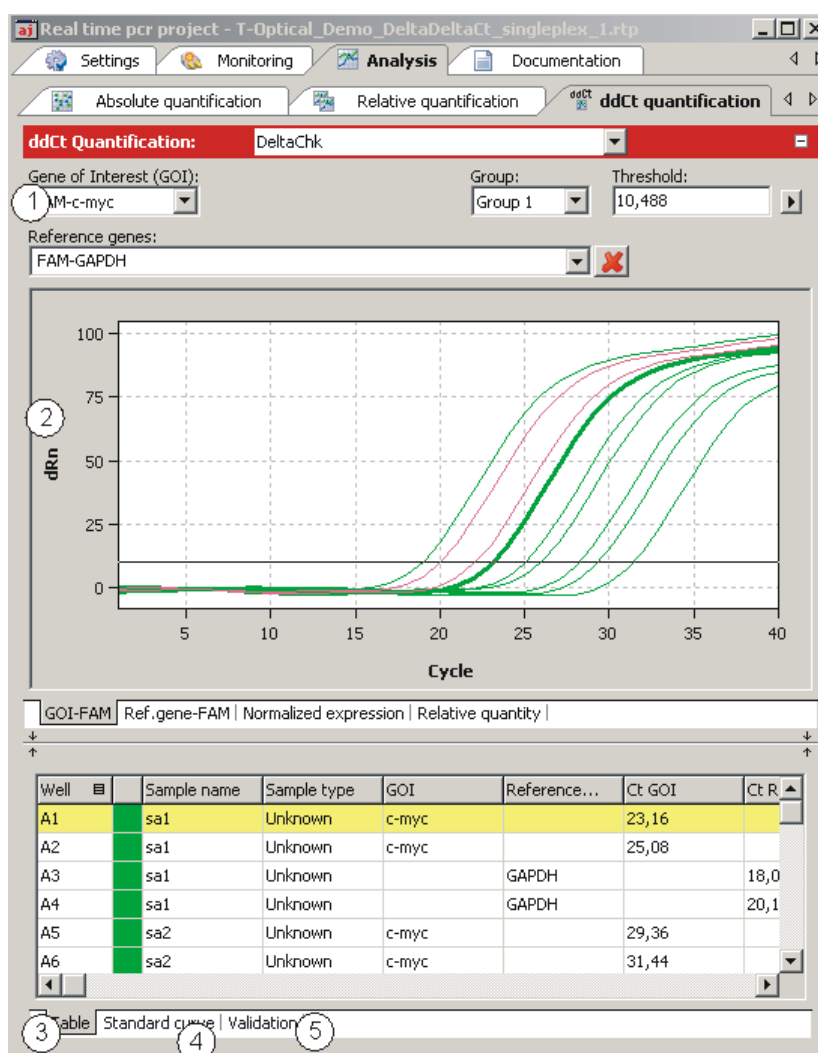 aj Real time pcr project - T-Optical_Demo_DeltaDeltaCt_singleplex_1.rtp
Settings Monitoring Analysis Documentation
Absolute quantification Relative quantification ddCt ddCt quantification
ddCt Quantification: DeltaChk
Gene of Interest (GOI): Group: Threshold:
1 AM-c-myc Group 1 10,488
Reference genes:
FAM-GAPDH
100
75
2
50
dRn
25
0
5 10 15 20 25 30 35 40
Cycle
GOI-FAM Ref.gene-FAM Normalized expression Relative quantity
Well Sample name Sample type GOI Reference... Ct GOI Ct R
A1 sa1 Unknown c-myc 23,16
A2 sa1 Unknown c-myc 25,08
A3 sa1 Unknown GAPDH 18,0
A4 sa1 Unknown GAPDH 20,1
A5 sa2 Unknown c-myc 29,36
A6 sa2 Unknown c-myc 31,44
3 Table Standard curve Validation 5
4